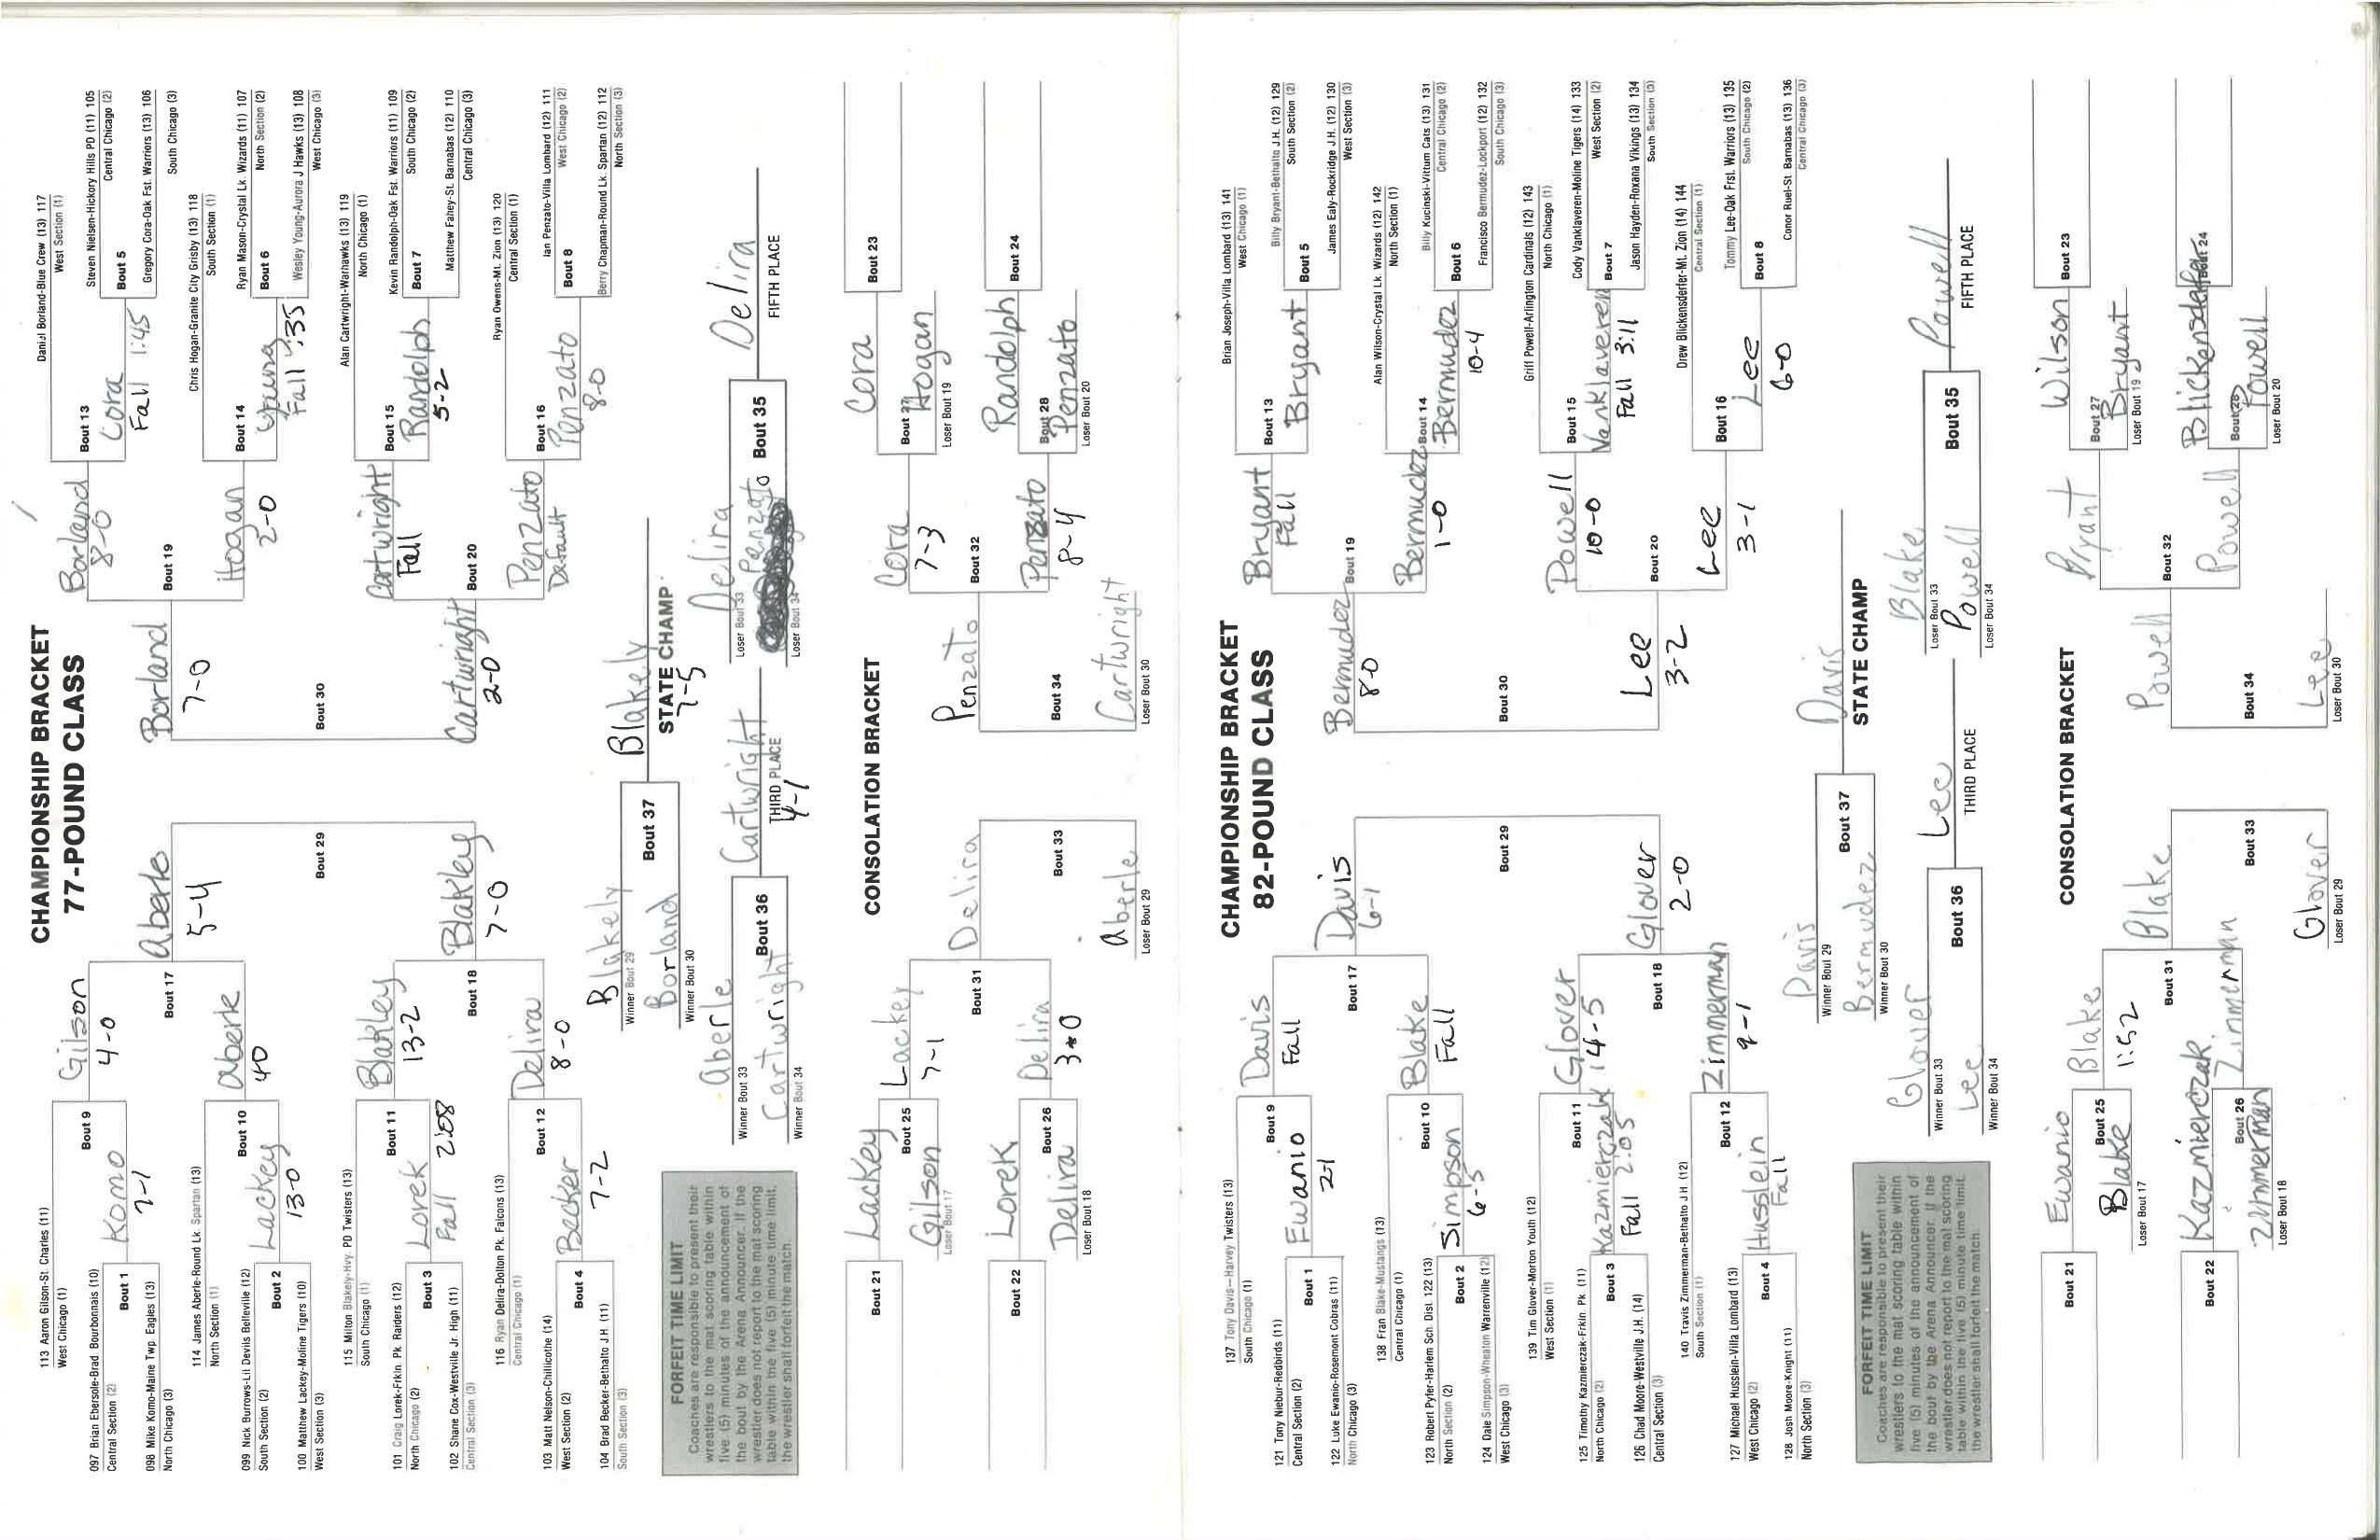 CHAMPIONSHIP BRACKET
77-POUND CLASS
113 Aaron Gilson-St. Charles (11)
West Chicago (1)
Bout 9
Gilson
4-0
097 Brian Ebersole-Brad Bourbonnais (10)
Central Section (2)
Bout 1
Komo
7-1
098 Mike Komo-Maine Twp. Eagles (13)
North Chicago (3)
Bout 17
Aberle
5-4
114 James Aberle-Round Lk. Spartan (13)
North Section (1)
Bout 10
Aberle
40
099 Nick Burrows-Lil Devils Belleville (12)
South Section (2)
Bout 2
Lackey
13-0
100 Matthew Lackey-Moline Tigers (10)
West Section (3)
Bout 29
115 Milton Blakely-Hvy. PD Twisters (13)
South Chicago (1)
Bout 11
Blakley
13-2
101 Craig Lorek-Frkln. Pk. Raiders (12)
North Chicago (2)
Bout 3
Lorek
Fall 2:08
102 Shane Cox-Westville Jr. High (11)
Central Section (3)
Bout 18
Blakley
7-0
116 Ryan Delira-Dolton Pk. Falcons (13)
Central Chicago (1)
Bout 12
Delira
8-0
103 Matt Nelson-Chillicothe (14)
West Section (2)
Bout 4
Becker
7-2
104 Brad Becker-Bethalto J.H. (11)
South Section (3)
Daniel Borland-Blue Crew (13) 117
West Section (1)
Bout 13
Borland
8-0
Steven Nielsen-Hickory Hills PD (11) 105
Central Chicago (2)
Bout 5
Cora
Fall 1:45
Gregory Cora-Oak Fst. Warriors (13) 106
South Chicago (3)
Bout 19
Borland
7-0
Chris Hogan-Granite City Grisby (13) 118
South Section (1)
Bout 14
Hogan
2-0
Ryan Mason-Crystal Lk. Wizards (11) 107
North Section (2)
Bout 6
Young
Fall :35
Wesley Young-Aurora J Hawks (13) 108
West Chicago (3)
Bout 30
Alan Cartwright-Warhawks (13) 119
North Chicago (1)
Bout 15
Cartwright
Fall
Kevin Randolph-Oak Fst. Warriors (11) 109
South Chicago (2)
Bout 7
Randolph
5-2
Matthew Fahey-St. Barnabas (12) 110
Central Chicago (3)
Bout 20
Cartwright
2-0
Ryan Owens-Mt. Zion (13) 120
Central Section (1)
Bout 16
Penzato
Default
Ian Penzato-Villa Lombard (12) 111
West Chicago (2)
Bout 8
Penzato
8-0
Berry Chapman-Round Lk. Spartan (12) 112
North Section (3)
Blakely
Winner Bout 29
Borland
Winner Bout 30
Bout 37
Blakely
STATE CHAMP
7-5
Aberle
Winner Bout 33
Cartwright
Winner Bout 34
Bout 36
Cartwright
THIRD PLACE
4-1
Delira
Loser Bout 33
Penzato
Loser Bout 34
Bout 35
Delira
FIFTH PLACE
FORFEIT TIME LIMIT
Coaches are responsible to present their
wrestlers to the mat scoring table within
five (5) minutes of the announcement of
the bout by the Arena Announcer. If the
wrestler does not report to the mat scoring
table within the five (5) minute time limit,
the wrestler shall forfeit the match.
CONSOLATION BRACKET
Bout 21
Lackey
Bout 25
Gilson
Loser Bout 17
Lackey
7-1
Bout 31
Bout 22
Lorek
Bout 26
Delira
Loser Bout 18
Delira
3-0
Delira
Bout 33
Aberle
Loser Bout 29
Bout 23
Cora
Bout 27
Hogan
Loser Bout 19
Cora
7-3
Bout 32
Bout 24
Randolph
Bout 28
Penzato
Loser Bout 20
Penzato
8-4
Penzato
Bout 34
Cartwright
Loser Bout 30
CHAMPIONSHIP BRACKET
82-POUND CLASS
137 Tony Davis-Harvey Twisters (13)
South Chicago (1)
Bout 9
Davis
Fall
121 Tony Niebur-Redbirds (11)
Central Section (2)
Bout 1
Ewanio
2-1
122 Luke Ewanio-Rosemont Cobras (11)
North Chicago (3)
Bout 17
Davis
6-1
138 Fran Blake-Mustangs (13)
Central Chicago (1)
Bout 10
Blake
Fall
123 Robert Pyfer-Harlem Sch. Dist. 122 (13)
North Section (2)
Bout 2
Simpson
6-5
124 Dale Simpson-Wheaton Warrenville (12)
West Chicago (3)
Bout 29
139 Tim Glover-Morton Youth (12)
West Section (1)
Bout 11
Glover
14-5
125 Timothy Kazmierczak-Frkln. Pk (11)
North Chicago (2)
Bout 3
Kazmierczak
Fall 2:05
126 Chad Moore-Westville J.H. (14)
Central Section (3)
Bout 18
Glover
2-0
140 Travis Zimmerman-Bethalto J.H (12)
South Section (1)
Bout 12
Zimmerman
9-1
127 Michael Husslein-Villa Lombard (13)
West Chicago (2)
Bout 4
Husslein
Fall
128 Josh Moore-Knight (11)
North Section (3)
Brian Joseph-Villa Lombard (13) 141
West Chicago (1)
Bout 13
Bryant
Fall
Billy Bryant-Bethalto J.H. (12) 129
South Section (2)
Bout 5
Bryant
James Ealy-Rockridge J.H. (12) 130
West Section (3)
Bout 19
Bermudez
8-0
Alan Wilson-Crystal Lk. Wizards (12) 142
North Section (1)
Bout 14
Bermudez
1-0
Billy Kucinski-Vittum Cats (13) 131
Central Chicago (2)
Bout 6
Bermudez
10-4
Francisco Bermudez-Lockport (12) 132
South Chicago (3)
Bout 30
Griff Powell-Arlington Cardinals (12) 143
North Chicago (1)
Bout 15
Powell
10-0
Cody Vanklaveren-Moline Tigers (14) 133
West Section (2)
Bout 7
Vanklaveren
Fall 3:11
Jason Hayden-Roxana Vikings (13) 134
South Section (3)
Bout 20
Lee
3-2
Drew Blickensderfer-Mt. Zion (14) 144
Central Section (1)
Bout 16
Lee
3-1
Tommy Lee-Oak Frst. Warriors (13) 135
South Chicago (2)
Bout 8
Lee
6-0
Conor Ruel-St. Barnabas (13) 136
Central Chicago (3)
Davis
Winner Bout 29
Bermudez
Winner Bout 30
Bout 37
Davis
STATE CHAMP
Glover
Winner Bout 33
Lee
Winner Bout 34
Bout 36
Lee
THIRD PLACE
Blake
Loser Bout 33
Powell
Loser Bout 34
Bout 35
Powell
FIFTH PLACE
FORFEIT TIME LIMIT
Coaches are responsible to present their
wrestlers to the mat scoring table within
five (5) minutes of the announcement of
the bout by the Arena Announcer. If the
wrestler does not report to the mat scoring
table within the five (5) minute time limit,
the wrestler shall forfeit the match.
CONSOLATION BRACKET
Bout 21
Ewanio
Bout 25
Blake
Loser Bout 17
Blake
1:52
Bout 31
Bout 22
Kazmierczak
Bout 26
Zimmerman
Loser Bout 18
Zimmerman
Blake
Bout 33
Glover
Loser Bout 29
Bout 23
Wilson
Bout 27
Bryant
Loser Bout 19
Bryant
Bout 32
Bout 24
Bout 28
Powell
Loser Bout 20
Powell
Powell
Bout 34
Lee
Loser Bout 30